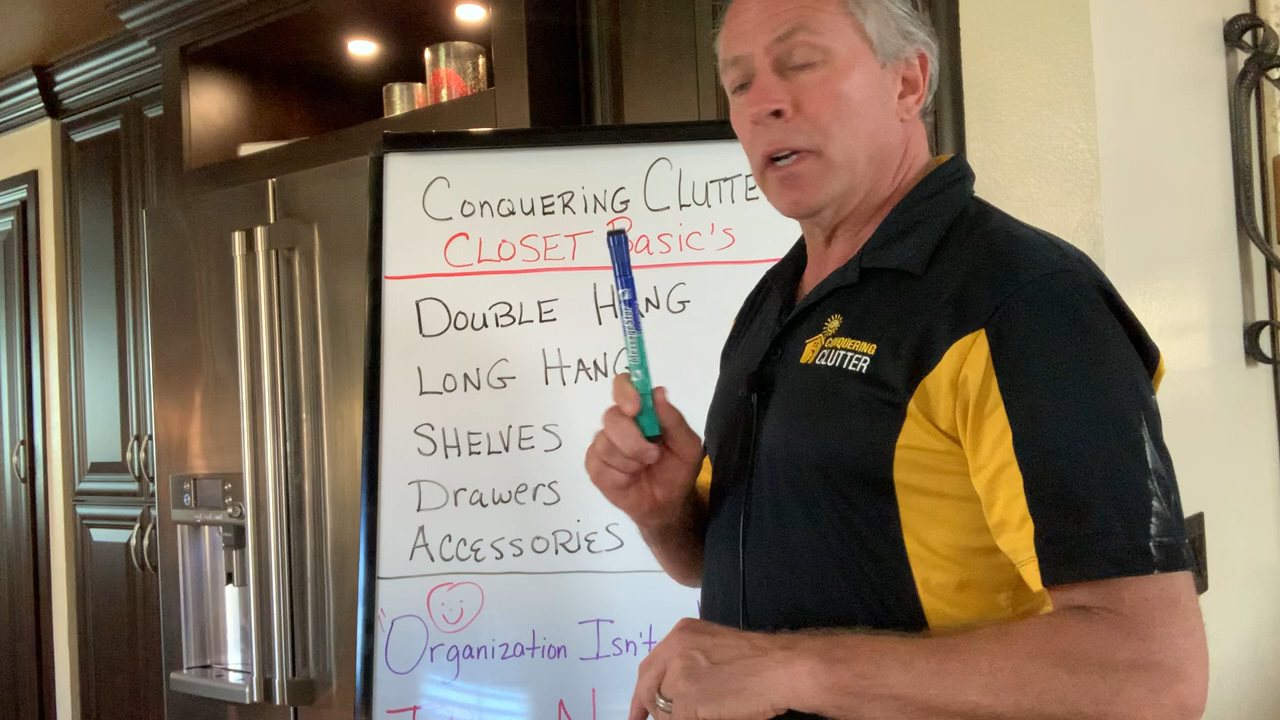 CONQUERING CLUTTE
CLOSET Basic's
DOUBLE HANG
LONG HANG
SHELVES
Drawers
ACCESSORIES
Organization Isn't
CONQUERING
CLUTTER